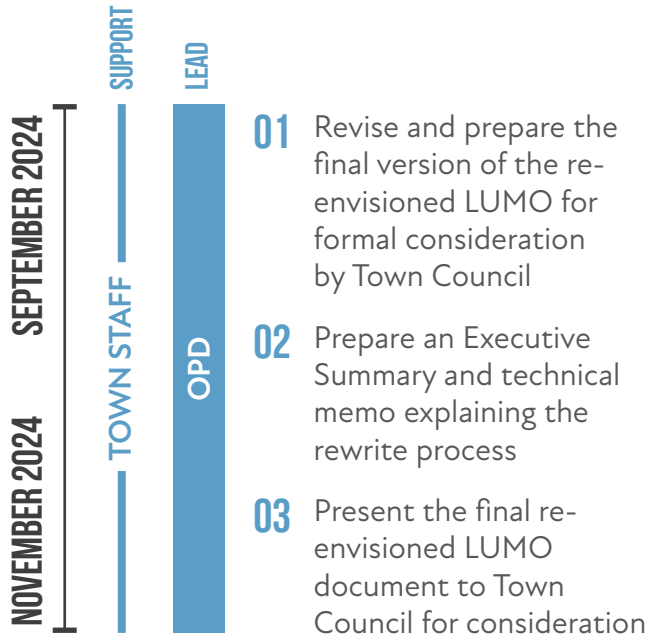 SUPPORT
LEAD
SEPTEMBER 2024
NOVEMBER 2024
TOWN STAFF
OPD
01 Revise and prepare the
final version of the re-
envisioned LUMO for
formal consideration
by Town Council
02 Prepare an Executive
Summary and technical
memo explaining the
rewrite process
03 Present the final re-
envisioned LUMO
document to Town
Council for consideration